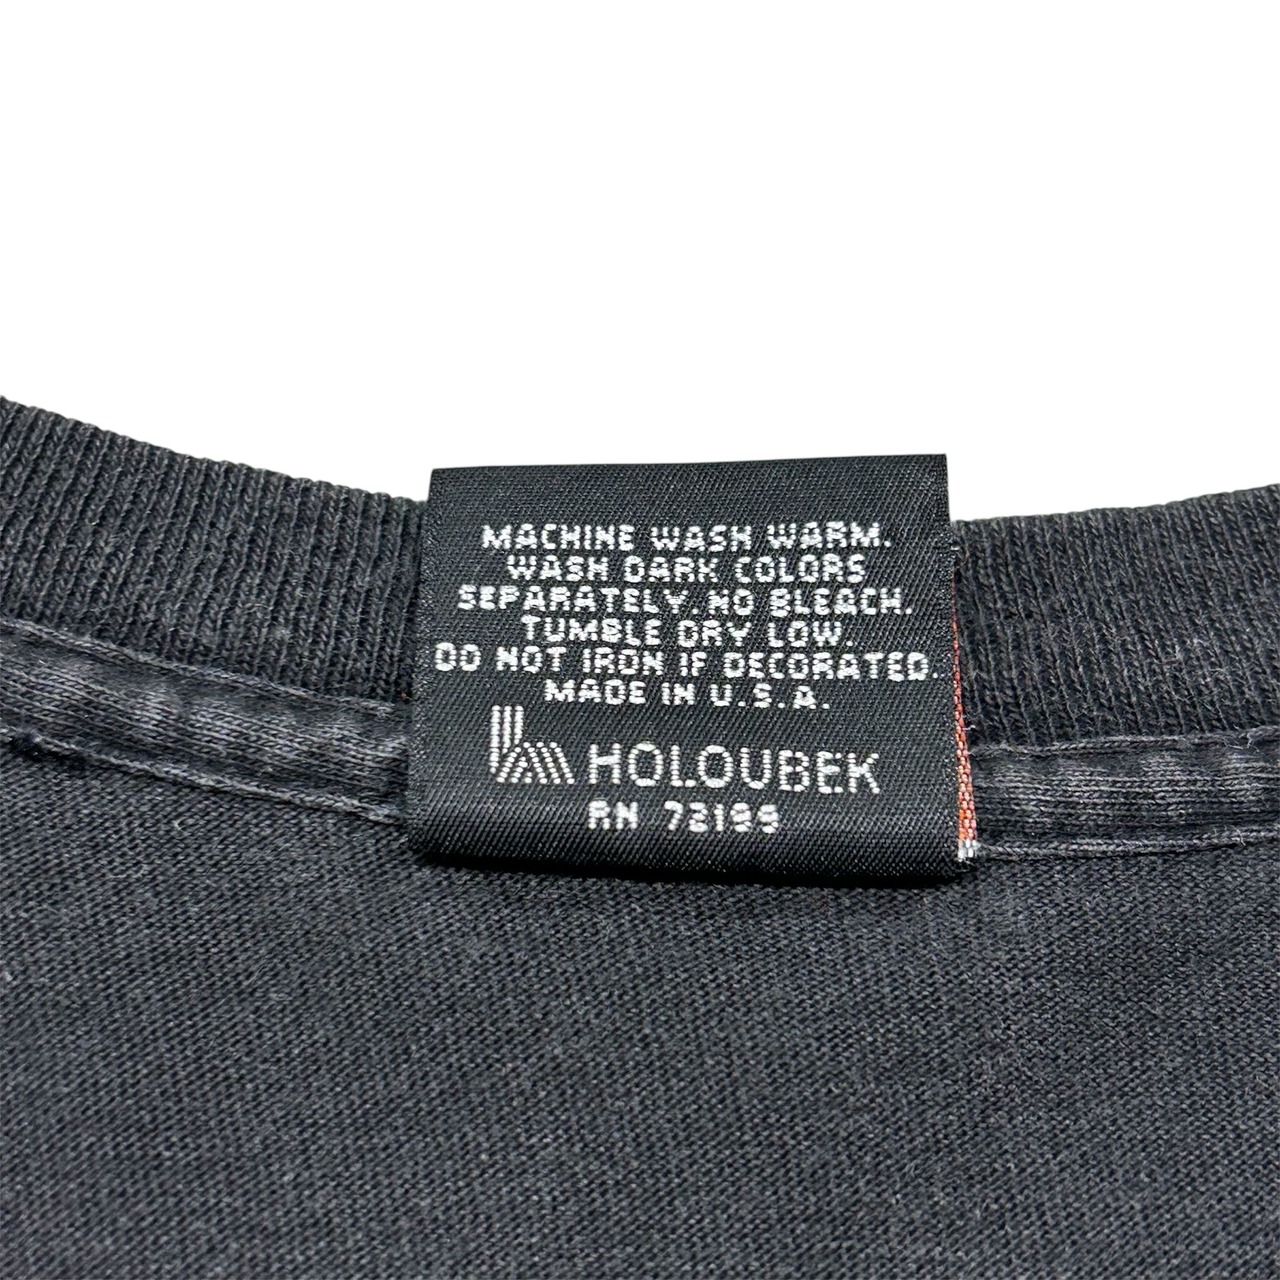 MACHINE WASH WARM.
WASH DARK COLORS
SEPARATELY. NO BLEACH.
TUMBLE DRY LOW.
DO NOT IRON IF DECORATED.
MADE IN U.S.A.
HOLOUBEK
RN 72199